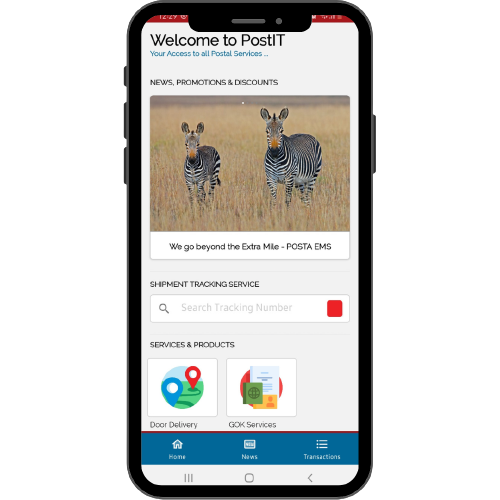 12:29
Welcome to PostIT
Your Access to all Postal Services ...
NEWS, PROMOTIONS & DISCOUNTS
We go beyond the Extra Mile - POSTA EMS
SHIPMENT TRACKING SERVICE
Search Tracking Number
SERVICES & PRODUCTS
Door Delivery
GOK Services
Home
News
Transactions